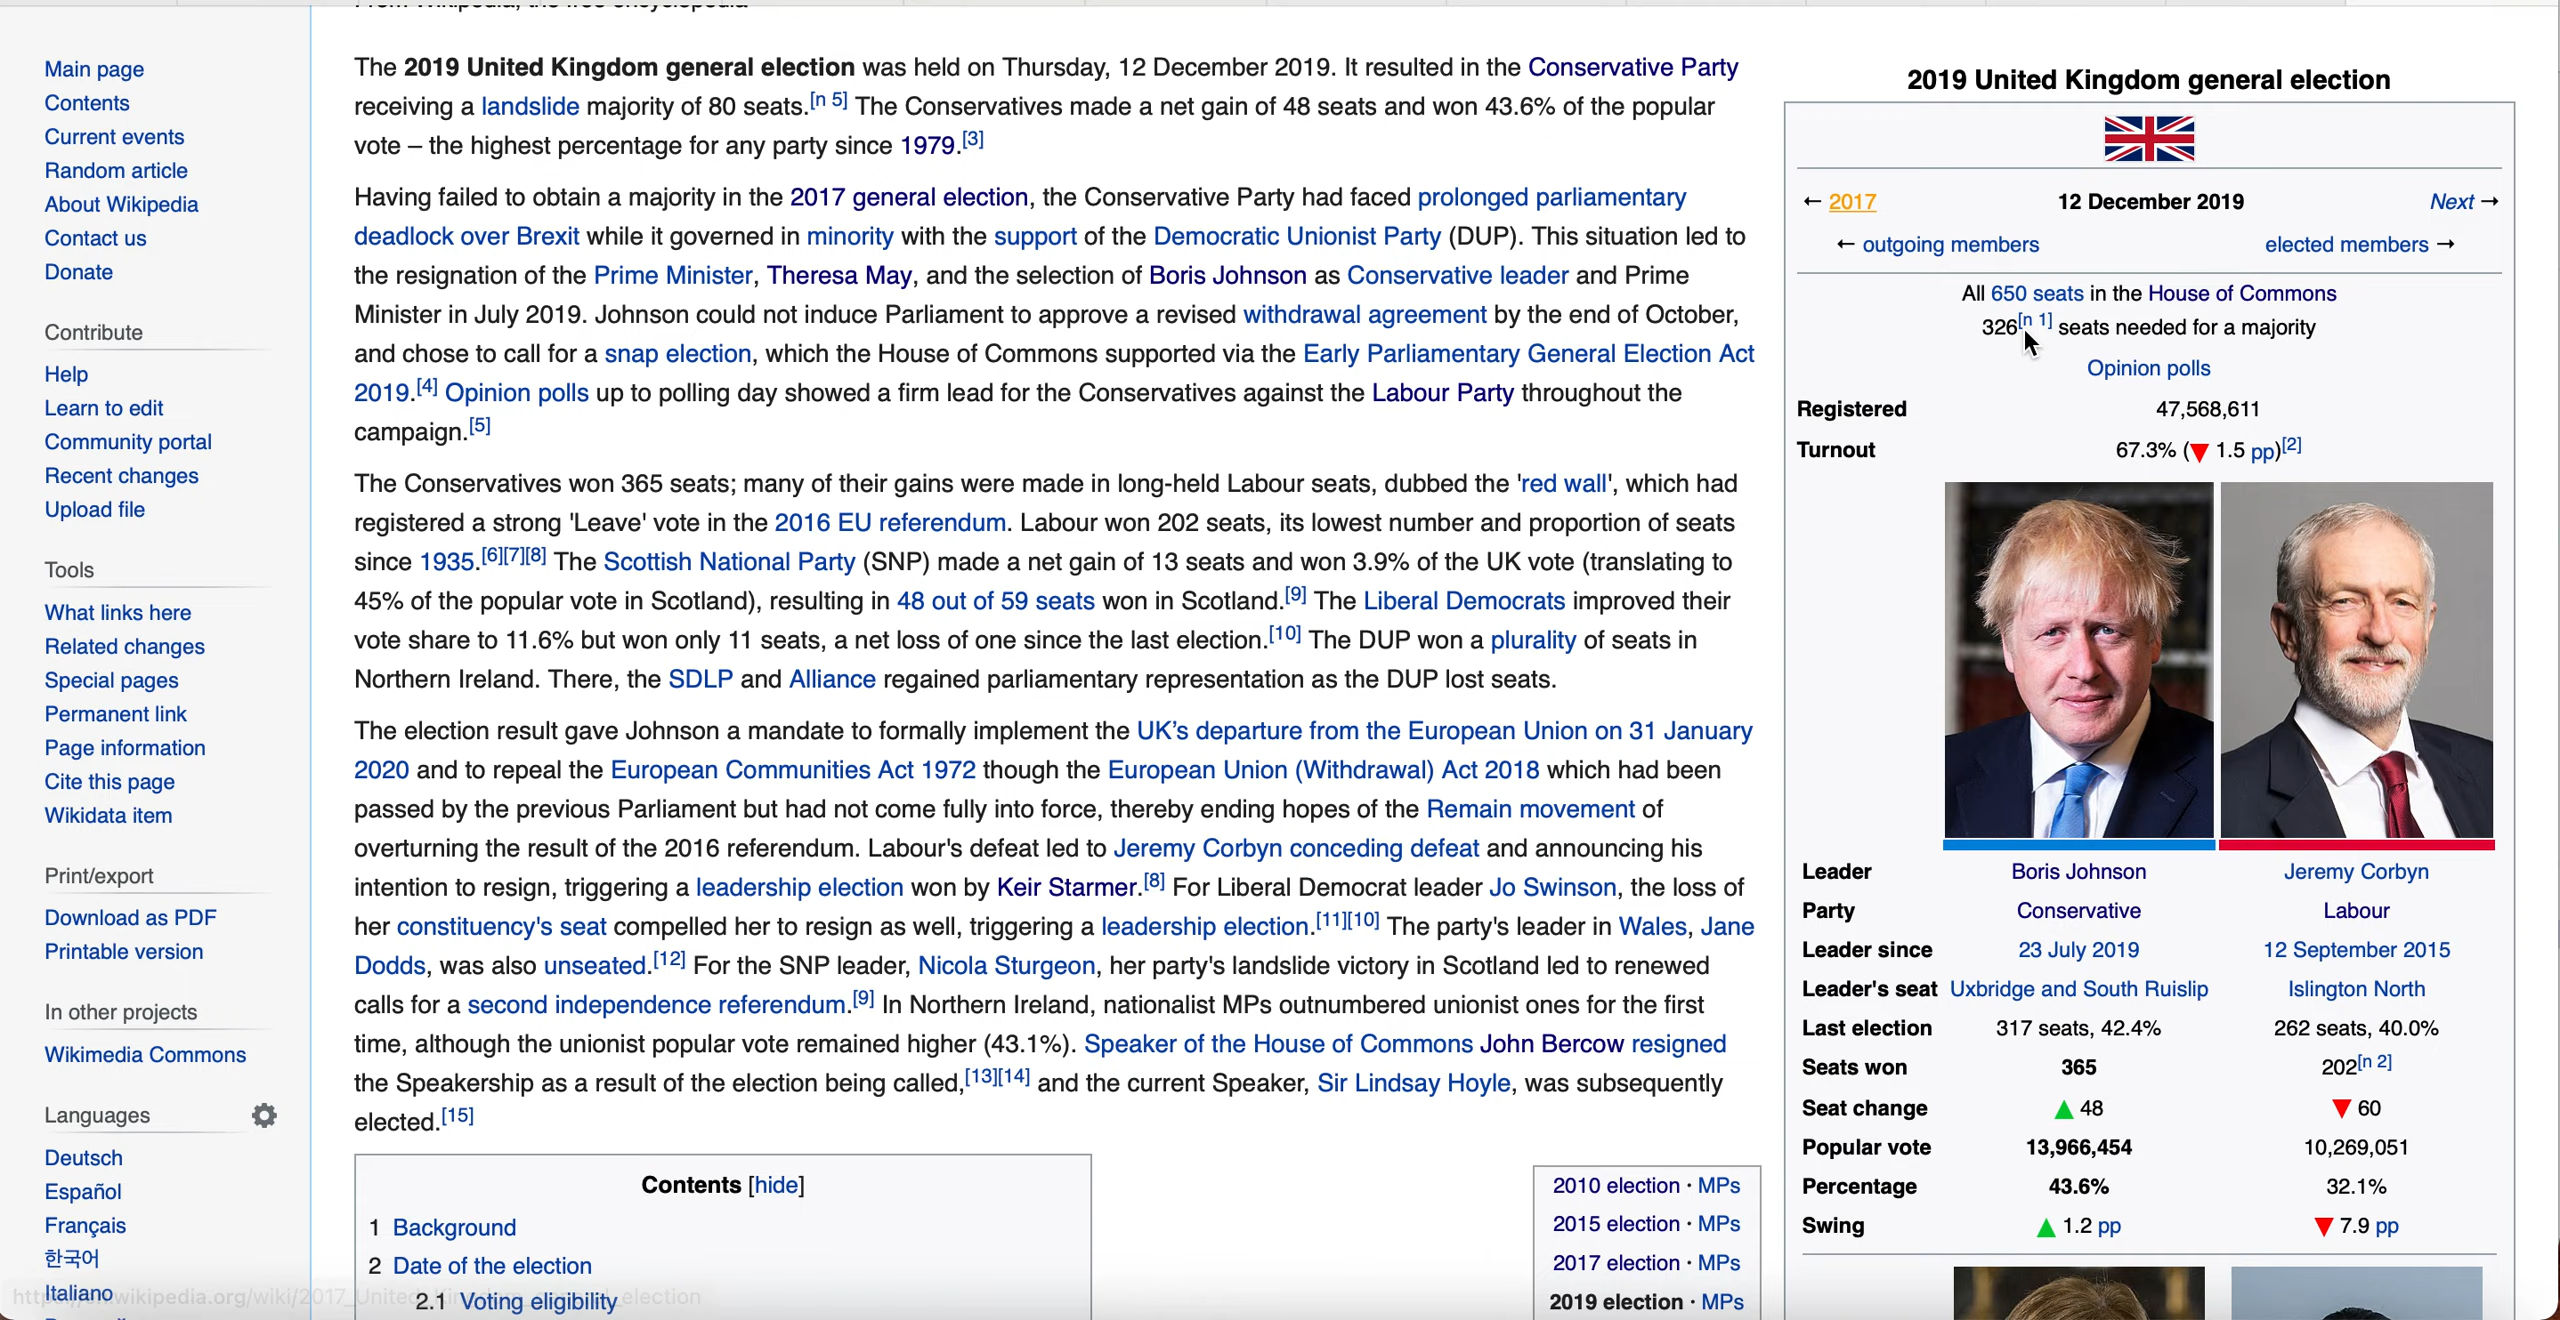 Main page
Contents
Current events
Random article
About Wikipedia
Contact us
Donate
Contribute
Help
Learn to edit
Community portal
Recent changes
Upload file
Tools
What links here
Related changes
Special pages
Permanent link
Page information
Cite this page
Wikidata item
Print/export
Download as PDF
Printable version
In other projects
Wikimedia Commons
Languages
Deutsch
Español
Français
한국어
Italiano
From Wikipedia, the free encyclopedia
The 2019 United Kingdom general election was held on Thursday, 12 December 2019. It resulted in the Conservative Party
receiving a landslide majority of 80 seats.[n 5] The Conservatives made a net gain of 48 seats and won 43.6% of the popular
vote – the highest percentage for any party since 1979.[3]
Having failed to obtain a majority in the 2017 general election, the Conservative Party had faced prolonged parliamentary
deadlock over Brexit while it governed in minority with the support of the Democratic Unionist Party (DUP). This situation led to
the resignation of the Prime Minister, Theresa May, and the selection of Boris Johnson as Conservative leader and Prime
Minister in July 2019. Johnson could not induce Parliament to approve a revised withdrawal agreement by the end of October,
and chose to call for a snap election, which the House of Commons supported via the Early Parliamentary General Election Act
2019.[4] Opinion polls up to polling day showed a firm lead for the Conservatives against the Labour Party throughout the
campaign.[5]
The Conservatives won 365 seats; many of their gains were made in long-held Labour seats, dubbed the 'red wall', which had
registered a strong 'Leave' vote in the 2016 EU referendum. Labour won 202 seats, its lowest number and proportion of seats
since 1935.[6][7][8] The Scottish National Party (SNP) made a net gain of 13 seats and won 3.9% of the UK vote (translating to
45% of the popular vote in Scotland), resulting in 48 out of 59 seats won in Scotland.[9] The Liberal Democrats improved their
vote share to 11.6% but won only 11 seats, a net loss of one since the last election.[10] The DUP won a plurality of seats in
Northern Ireland. There, the SDLP and Alliance regained parliamentary representation as the DUP lost seats.
The election result gave Johnson a mandate to formally implement the UK's departure from the European Union on 31 January
2020 and to repeal the European Communities Act 1972 though the European Union (Withdrawal) Act 2018 which had been
passed by the previous Parliament but had not come fully into force, thereby ending hopes of the Remain movement of
overturning the result of the 2016 referendum. Labour's defeat led to Jeremy Corbyn conceding defeat and announcing his
intention to resign, triggering a leadership election won by Keir Starmer.[8] For Liberal Democrat leader Jo Swinson, the loss of
her constituency's seat compelled her to resign as well, triggering a leadership election.[11][10] The party's leader in Wales, Jane
Dodds, was also unseated.[12] For the SNP leader, Nicola Sturgeon, her party's landslide victory in Scotland led to renewed
calls for a second independence referendum.[9] In Northern Ireland, nationalist MPs outnumbered unionist ones for the first
time, although the unionist popular vote remained higher (43.1%). Speaker of the House of Commons John Bercow resigned
the Speakership as a result of the election being called,[13][14] and the current Speaker, Sir Lindsay Hoyle, was subsequently
elected.[15]
Contents [hide]
1 Background
2 Date of the election
2.1 Voting eligibility
2010 election · MPs
2015 election · MPs
2017 election · MPs
2019 election · MPs
2019 United Kingdom general election
← 2017 12 December 2019 Next →
← outgoing members elected members →
All 650 seats in the House of Commons
326[n 1] seats needed for a majority
Opinion polls
Registered 47,568,611
Turnout 67.3% (▼ 1.5 pp)[2]
Leader Boris Johnson Jeremy Corbyn
Party Conservative Labour
Leader since 23 July 2019 12 September 2015
Leader's seat Uxbridge and South Ruislip Islington North
Last election 317 seats, 42.4% 262 seats, 40.0%
Seats won 365 202[n 2]
Seat change ▲ 48 ▼ 60
Popular vote 13,966,454 10,269,051
Percentage 43.6% 32.1%
Swing ▲ 1.2 pp ▼ 7.9 pp